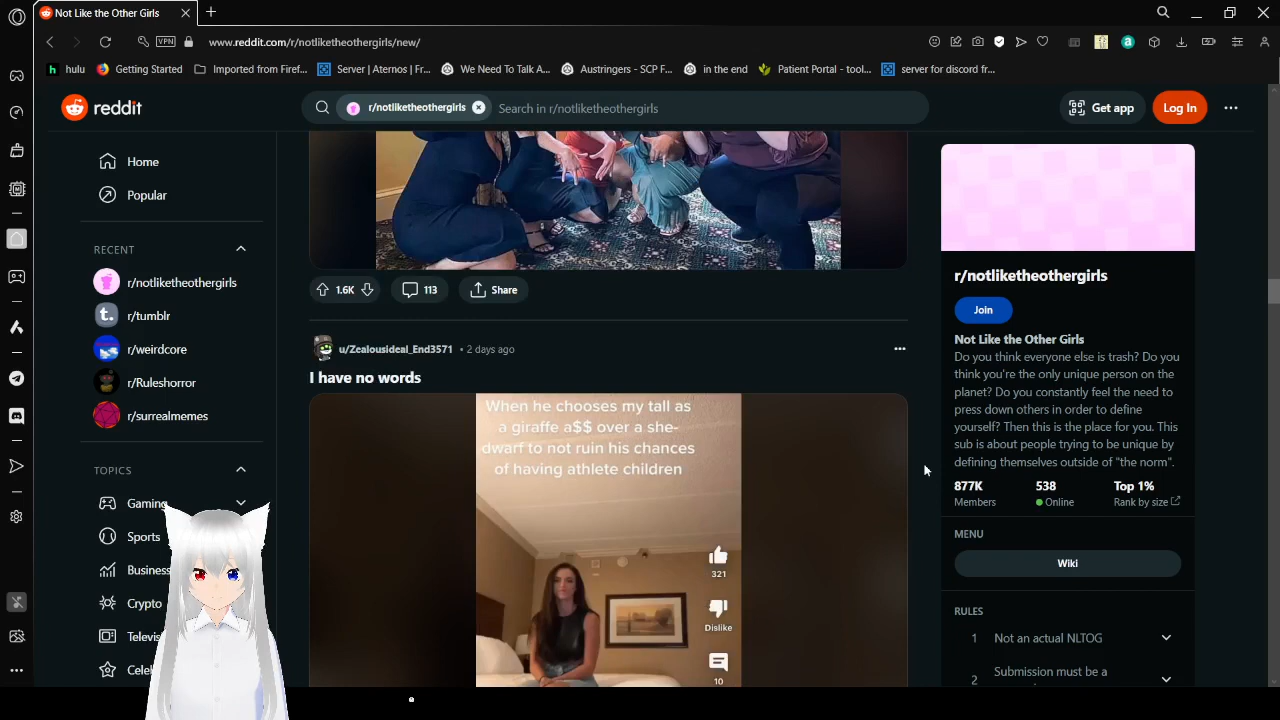 Not Like the Other Girls
VPN
www.reddit.com/r/notliketheothergirls/new/
hulu
Getting Started
Imported from Firef...
Server | Aternos | Fr...
We Need To Talk A...
Austringers - SCP F...
in the end
Patient Portal - tool...
server for discord fr...
reddit
r/notliketheothergirls
Search in r/notliketheothergirls
Get app
Log In
Home
Popular
RECENT
r/notliketheothergirls
r/tumblr
r/weirdcore
r/Ruleshorror
r/surrealmemes
TOPICS
Gaming
Sports
Business
Crypto
Televi
Celeb
1.6K
113
Share
u/Zealousideal_End3571 • 2 days ago
I have no words
When he chooses my tall as
a giraffe a$$ over a she-
dwarf to not ruin his chances
of having athlete children
321
Dislike
10
r/notliketheothergirls
Join
Not Like the Other Girls
Do you think everyone else is trash? Do you
think you're the only unique person on the
planet? Do you constantly feel the need to
press down others in order to define
yourself? Then this is the place for you. This
sub is about people trying to be unique by
defining themselves outside of "the norm".
877K
Members
538
Online
Top 1%
Rank by size
MENU
Wiki
RULES
1 Not an actual NLTOG
2 Submission must be a